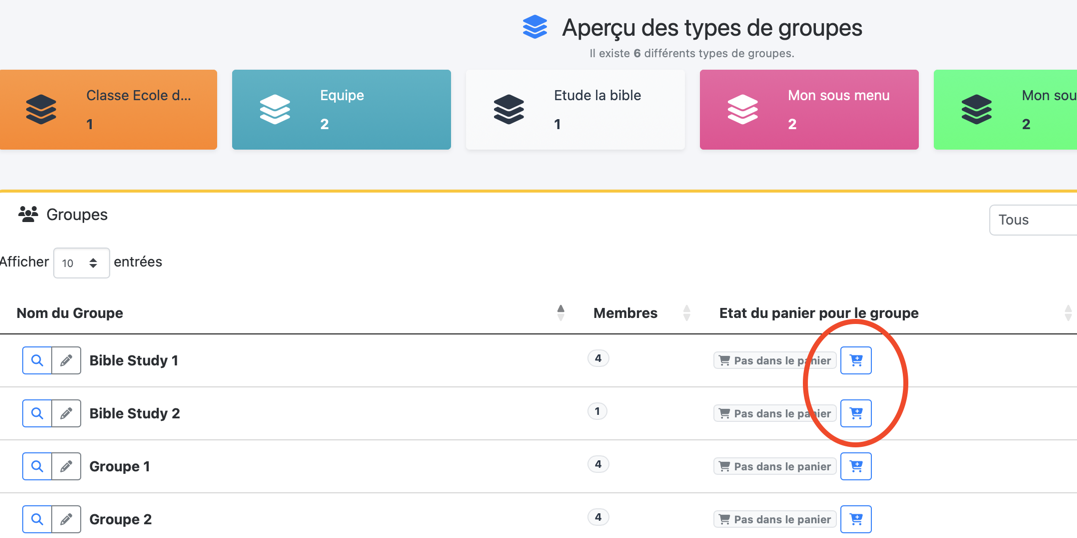 Aperçu des types de groupes
Il existe 6 différents types de groupes.
Classe Ecole d...
1
Equipe
2
Etude la bible
1
Mon sous menu
2
Mon sou
2
Groupes
Tous
Afficher 10 entrées
Nom du Groupe Membres Etat du panier pour le groupe
Bible Study 1 4 Pas dans le panier
Bible Study 2 1 Pas dans le panier
Groupe 1 4 Pas dans le panier
Groupe 2 4 Pas dans le panier